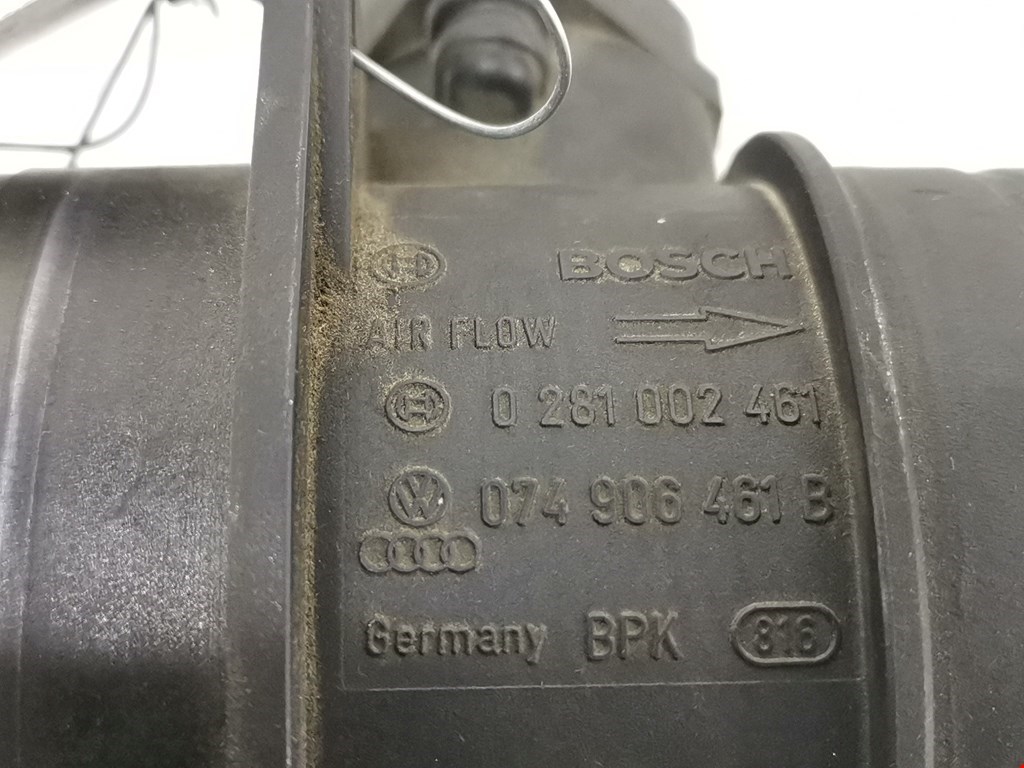 BOSCH
AIR FLOW
0 281 002 461
074 906 461 B
Germany BPK 816